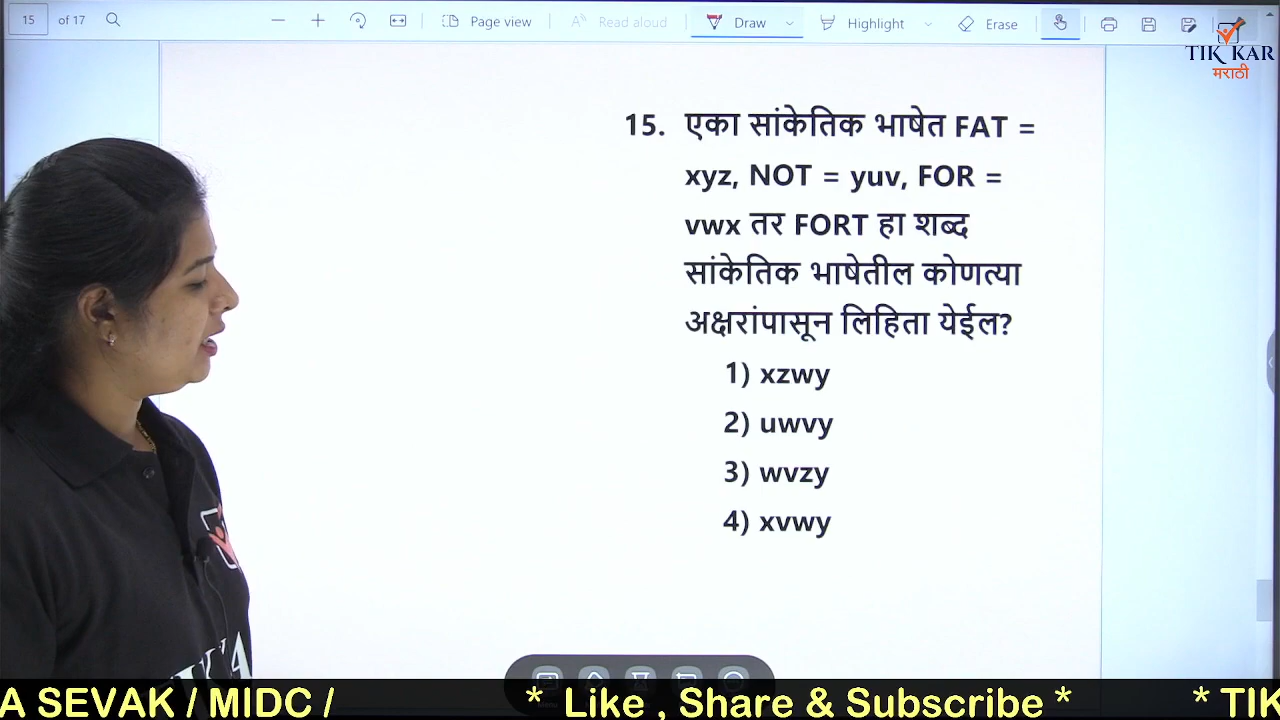 15 of 17 Page view Read aloud Draw Highlight Erase
TIK KAR
मराठी
15. एका सांकेतिक भाषेत FAT =
xyz, NOT = yuv, FOR =
vwx तर FORT हा शब्द
सांकेतिक भाषेतील कोणत्या
अक्षरांपासून लिहिता येईल?
1) xzwy
2) uwvy
3) wvzy
4) xvwy
A SEVAK / MIDC / * Like , Share & Subscribe * * TIK